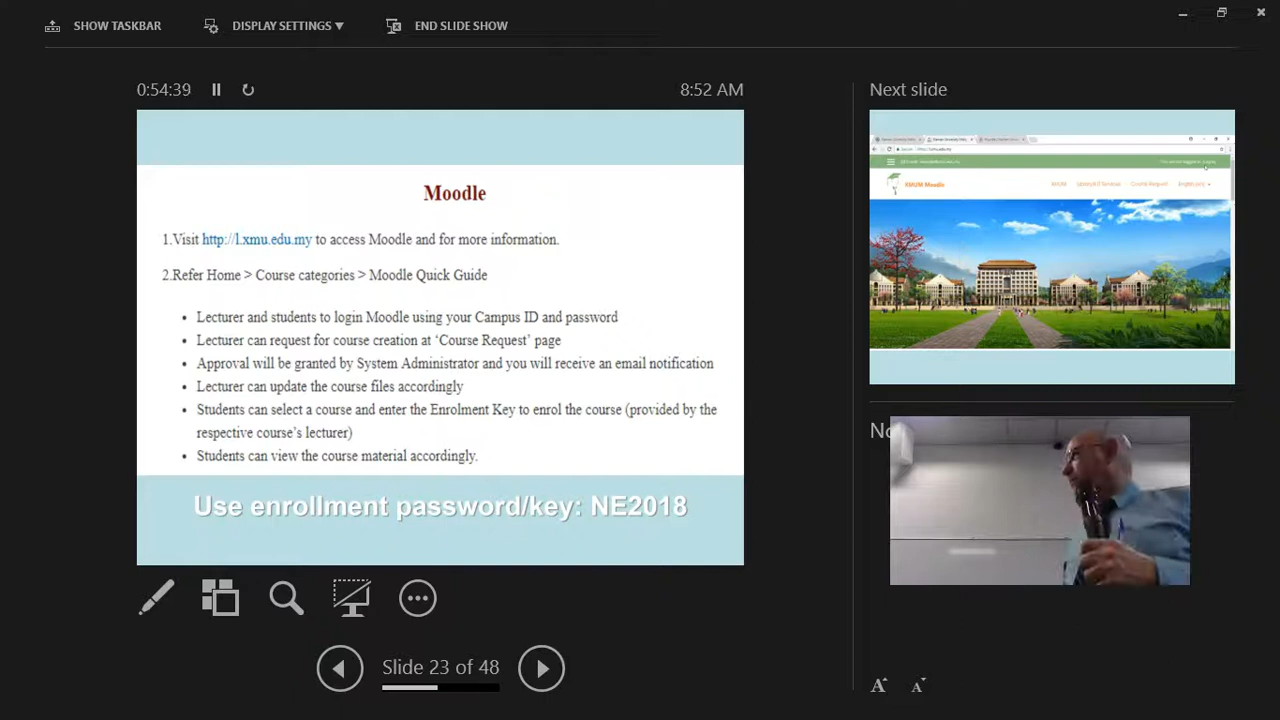 SHOW TASKBAR
DISPLAY SETTINGS ▼
END SLIDE SHOW
0:54:39
8:52 AM
Next slide
Moodle
1.Visit http://l.xmu.edu.my to access Moodle and for more information.
2.Refer Home > Course categories > Moodle Quick Guide
• Lecturer and students to login Moodle using your Campus ID and password
• Lecturer can request for course creation at ‘Course Request’ page
• Approval will be granted by System Administrator and you will receive an email notification
• Lecturer can update the course files accordingly
• Students can select a course and enter the Enrolment Key to enrol the course (provided by the
respective course’s lecturer)
• Students can view the course material accordingly.
Use enrollment password/key: NE2018
XMUM Moodle
Course Request
No
Slide 23 of 48
A A